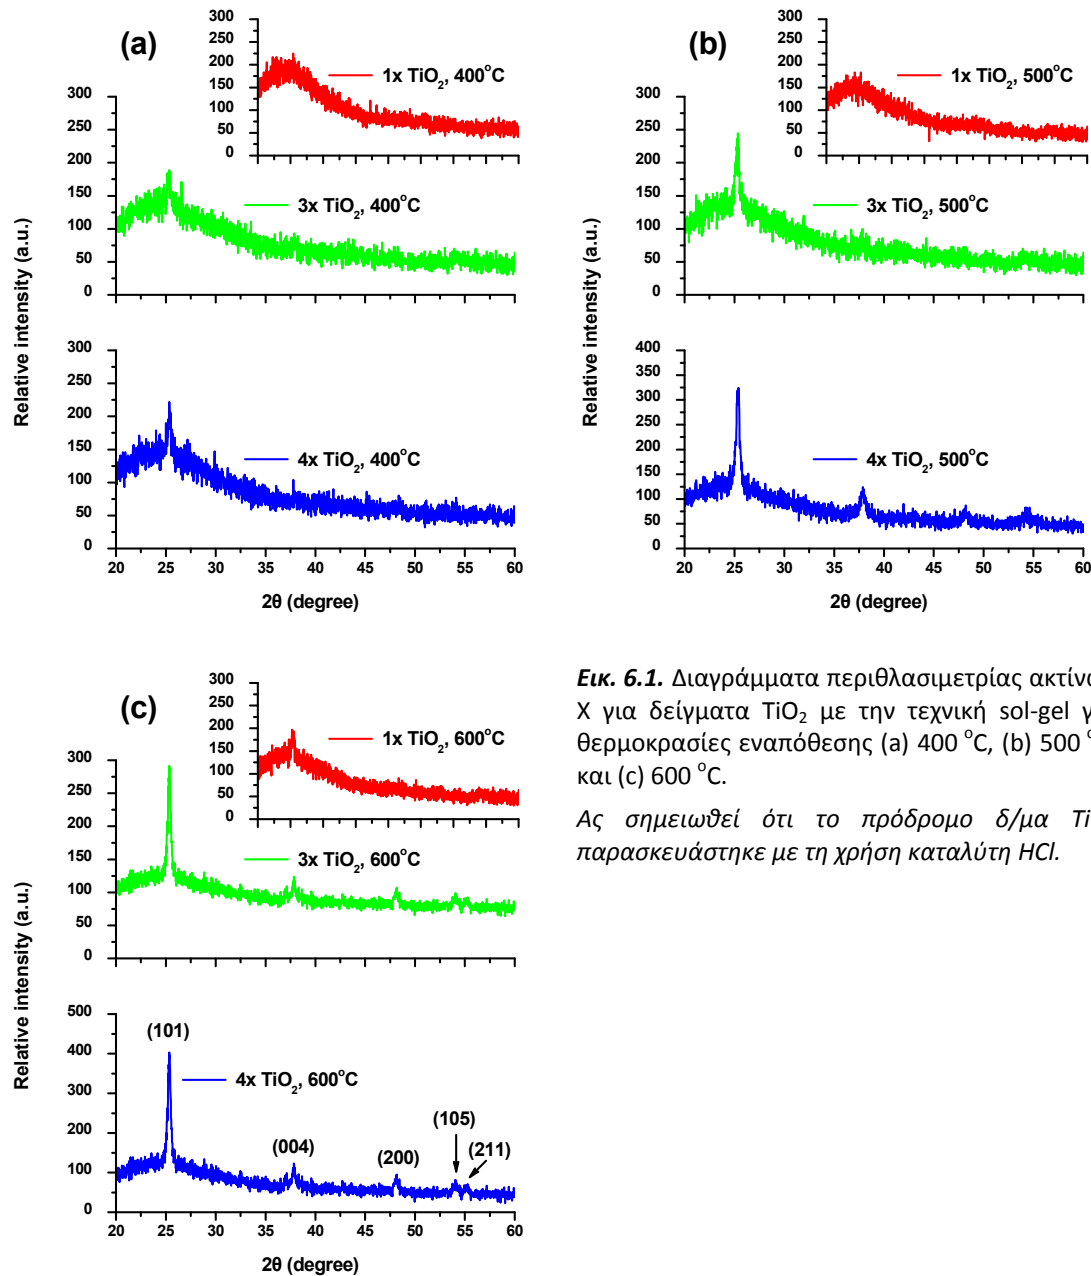 (a)
300
250
200
150
100
50
0
1x TiO₂, 400°C
300
250
200
150
100
50
0
3x TiO₂, 400°C
300
250
200
150
100
50
0
4x TiO₂, 400°C
20 25 30 35 40 45 50 55 60
2θ (degree)
Relative intensity (a.u.)
(b)
300
250
200
150
100
50
0
1x TiO₂, 500°C
300
250
200
150
100
50
0
3x TiO₂, 500°C
400
350
300
250
200
150
100
50
0
4x TiO₂, 500°C
20 25 30 35 40 45 50 55 60
2θ (degree)
Relative intensity (a.u.)
(c)
300
250
200
150
100
50
0
1x TiO₂, 600°C
300
250
200
150
100
50
0
3x TiO₂, 600°C
500
400
300
200
100
0
(101)
4x TiO₂, 600°C
(004)
(200)
(105)
(211)
20 25 30 35 40 45 50 55 60
2θ (degree)
Relative intensity (a.u.)
Εικ. 6.1. Διαγράμματα περιθλασιμετρίας
Χ για δείγματα TiO₂ με την τεχνική sol-gel
θερμοκρασίες εναπόθεσης (a) 400 °C, (b) 500
και (c) 600 °C.
Ας σημειωθεί ότι το πρόδρομο δ/μα
παρασκευάστηκε με τη χρήση καταλύτη HCl.